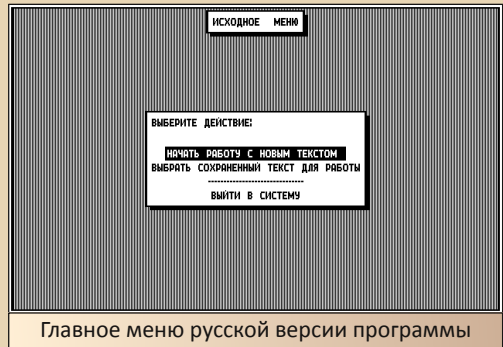 ИСХОДНОЕ МЕНЮ
ВЫБЕРИТЕ ДЕЙСТВИЕ:
НАЧАТЬ РАБОТУ С НОВЫМ ТЕКСТОМ
ВЫБРАТЬ СОХРАНЕННЫЙ ТЕКСТ ДЛЯ РАБОТЫ
------------------------------
ВЫЙТИ В СИСТЕМУ
Главное меню русской версии программы